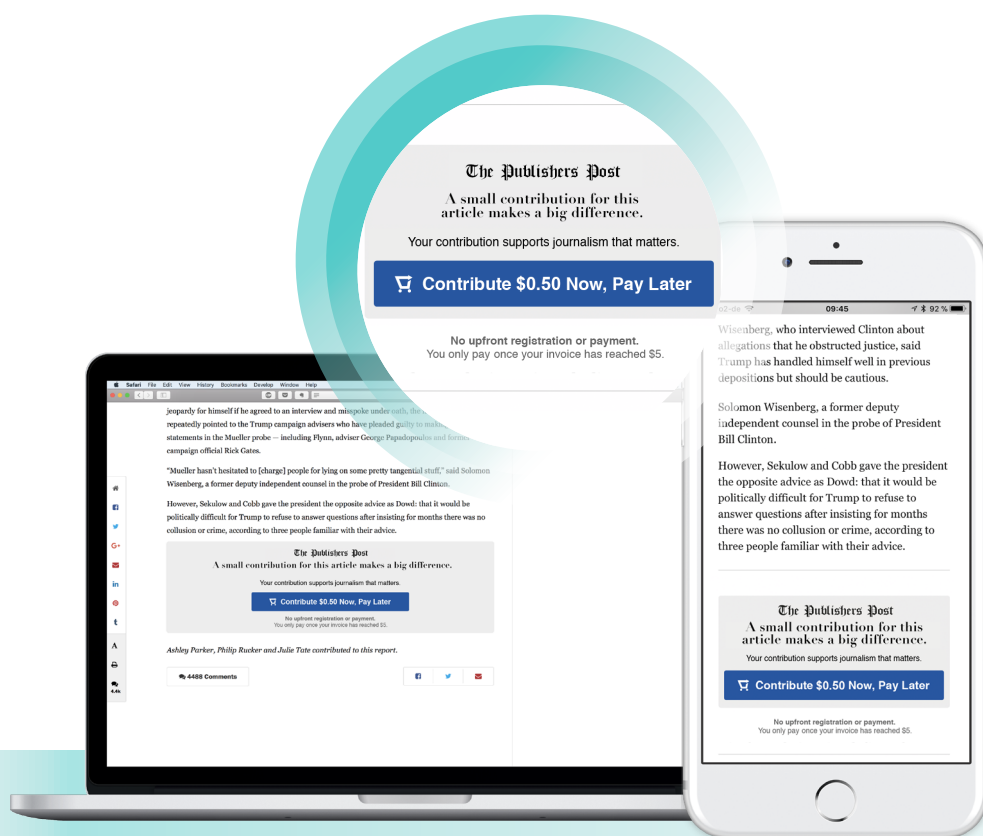 The Publishers Post
A small contribution for this
article makes a big difference.
Your contribution supports journalism that matters.
Contribute $0.50 Now, Pay Later
No upfront registration or payment.
You only pay once your invoice has reached $5.
Safari File Edit View History Bookmarks Develop Window Help
jeopardy for himself if he agreed to an interview and misspoke under oath, the
repeatedly pointed to the Trump campaign advisers who have pleaded guilty to
statements in the Mueller probe — including Flynn, adviser George Papadopoulos and
campaign official Rick Gates.
“Mueller hasn’t hesitated to [charge] people for lying on some pretty tangential stuff,” said Solomon
Wisenberg, a former deputy independent counsel in the probe of President Bill Clinton.
However, Sekulow and Cobb gave the president the opposite advice as Dowd: that it would be
politically difficult for Trump to refuse to answer questions after insisting for months there was no
collusion or crime, according to three people familiar with their advice.
The Publishers Post
A small contribution for this article makes a big difference.
Your contribution supports journalism that matters.
Contribute $0.50 Now, Pay Later
No upfront registration or payment.
You only pay once your invoice has reached $5.
Ashley Parker, Philip Rucker and Julie Tate contributed to this report.
4488 Comments
G+
in
t
A
4.4k
o2-de 09:45 92 %
Wisenberg, who interviewed Clinton about
allegations that he obstructed justice, said
Trump has handled himself well in previous
depositions but should be cautious.
Solomon Wisenberg, a former deputy
independent counsel in the probe of President
Bill Clinton.
However, Sekulow and Cobb gave the president
the opposite advice as Dowd: that it would be
politically difficult for Trump to refuse to
answer questions after insisting for months
there was no collusion or crime, according to
three people familiar with their advice.
The Publishers Post
A small contribution for this
article makes a big difference.
Your contribution supports journalism that matters.
Contribute $0.50 Now, Pay Later
No upfront registration or payment.
You only pay once your invoice has reached $5.